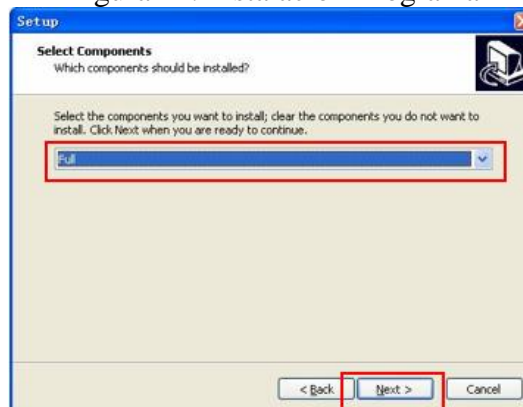 Setup
Select Components
Which components should be installed?
Select the components you want to install; clear the components you do not want to
install. Click Next when you are ready to continue.
Full
< Back
Next >
Cancel